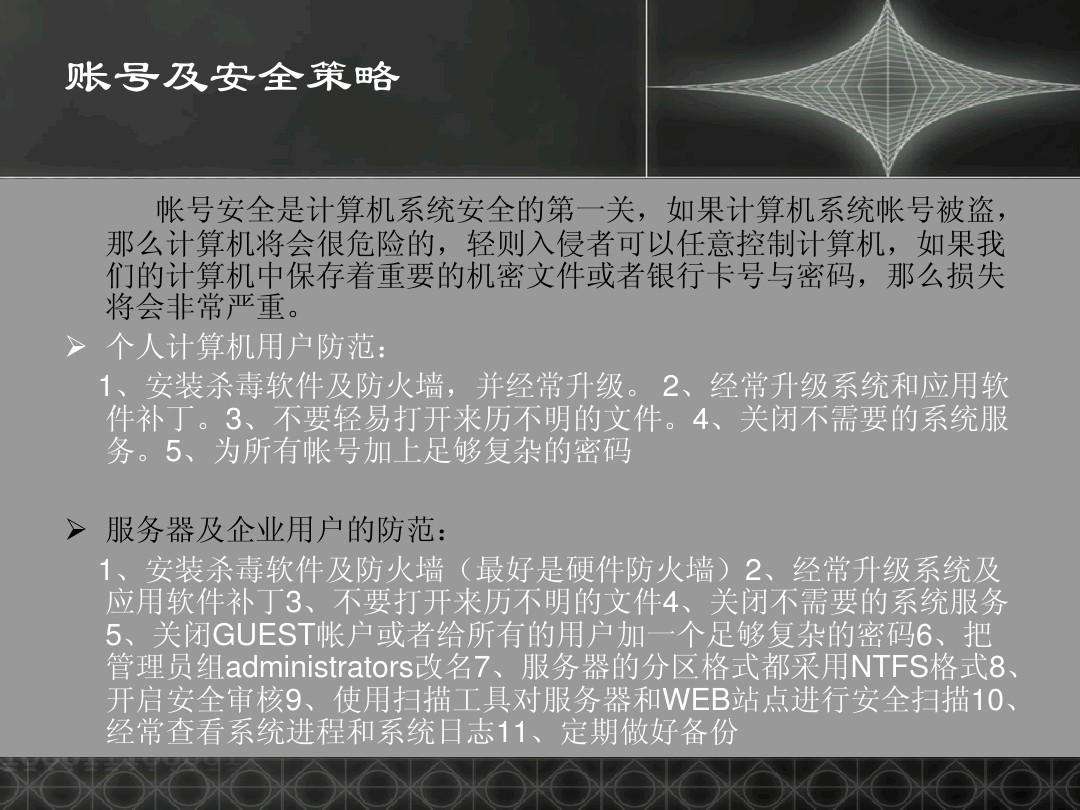 账号及安全策略
帐号安全是计算机系统安全的第一关，如果计算机系统帐号被盗，
那么计算机将会很危险的，轻则入侵者可以任意控制计算机，如果我
们的计算机中保存着重要的机密文件或者银行卡号与密码，那么损失
将会非常严重。
➢ 个人计算机用户防范：
1、安装杀毒软件及防火墙，并经常升级。 2、经常升级系统和应用软
件补丁。3、不要轻易打开来历不明的文件。4、关闭不需要的系统服
务。5、为所有帐号加上足够复杂的密码
➢ 服务器及企业用户的防范：
1、安装杀毒软件及防火墙（最好是硬件防火墙）2、经常升级系统及
应用软件补丁3、不要打开来历不明的文件4、关闭不需要的系统服务
5、关闭GUEST帐户或者给所有的用户加一个足够复杂的密码6、把
管理员组administrators改名7、服务器的分区格式都采用NTFS格式8、
开启安全审核9、使用扫描工具对服务器和WEB站点进行安全扫描10、
经常查看系统进程和系统日志11、定期做好备份